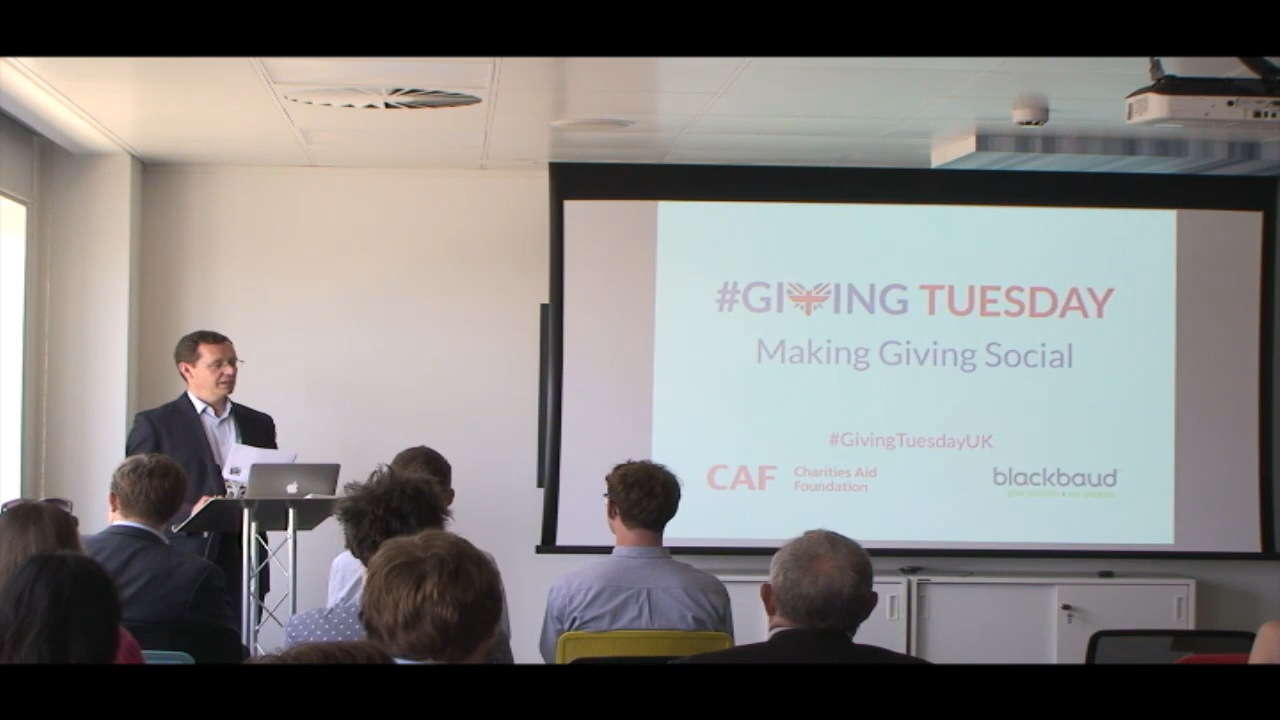 #GIVING TUESDAY
Making Giving Social
#GivingTuesdayUK
CAF Charities Aid
Foundation
blackbaud